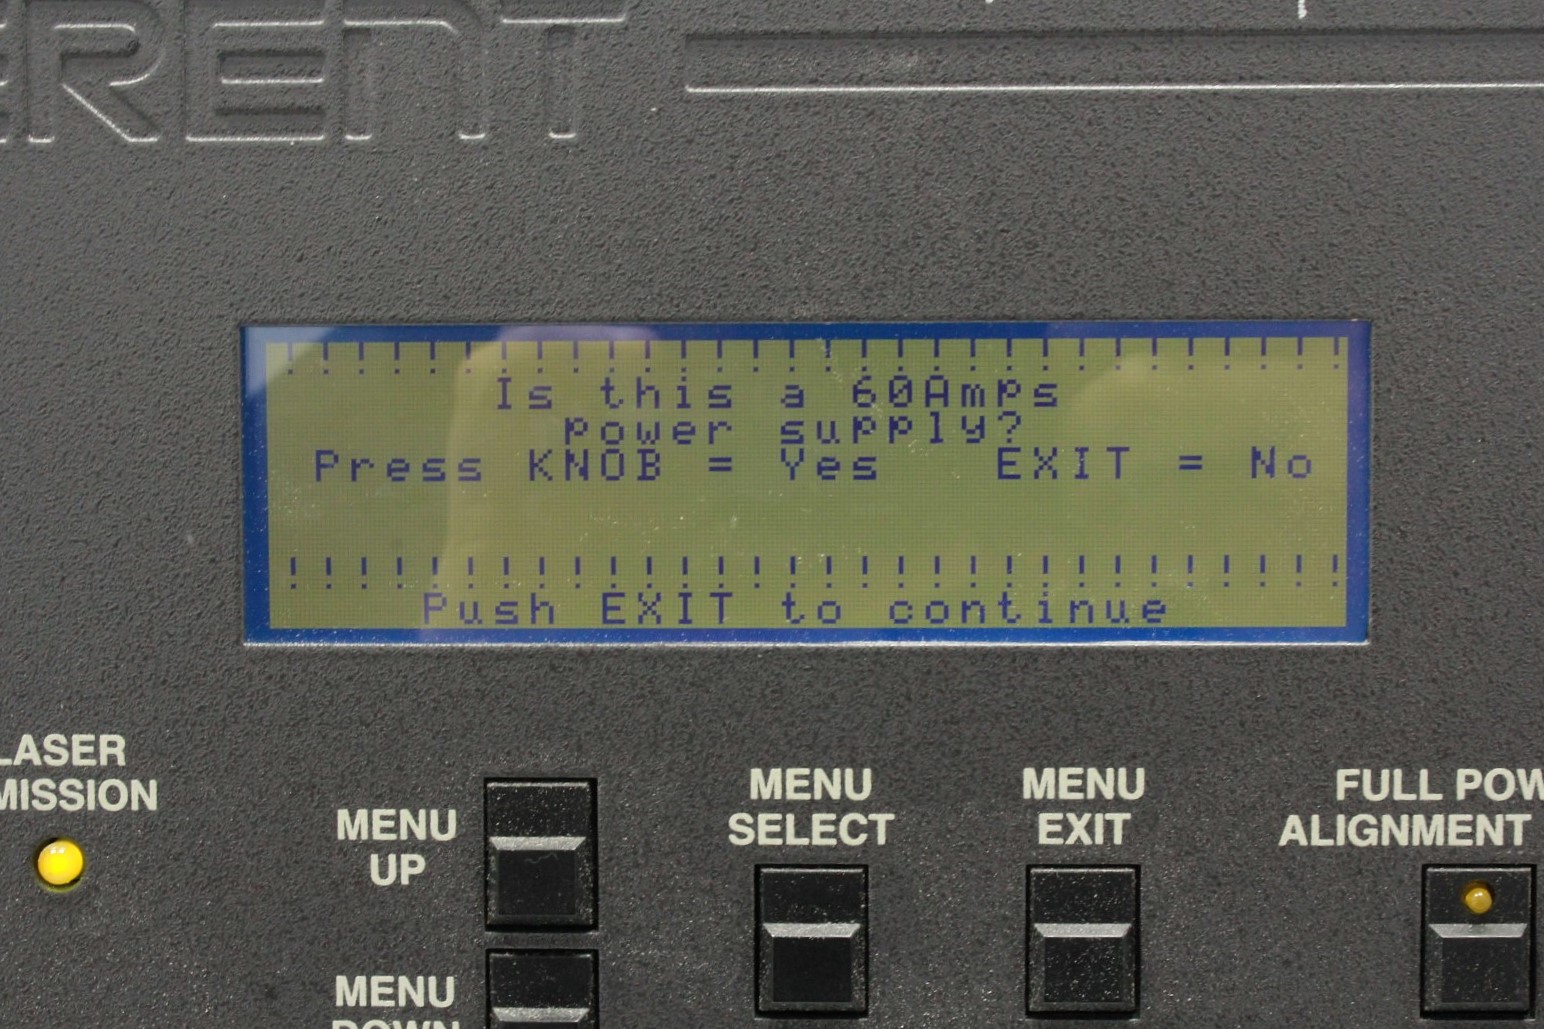 ERENT
! ! ! ! ! ! ! ! ! ! ! ! ! ! ! ! ! ! ! ! ! ! ! ! ! ! ! ! ! !
Is this a 60Amps
power supply?
Press KNOB = Yes EXIT = No
! ! ! ! ! ! ! ! ! ! ! ! ! ! ! ! ! ! ! ! ! ! ! ! ! ! ! ! ! !
Push EXIT to continue
LASER
MISSION
MENU
UP
MENU
SELECT
MENU
EXIT
FULL POW
ALIGNMENT
MENU
DOWN